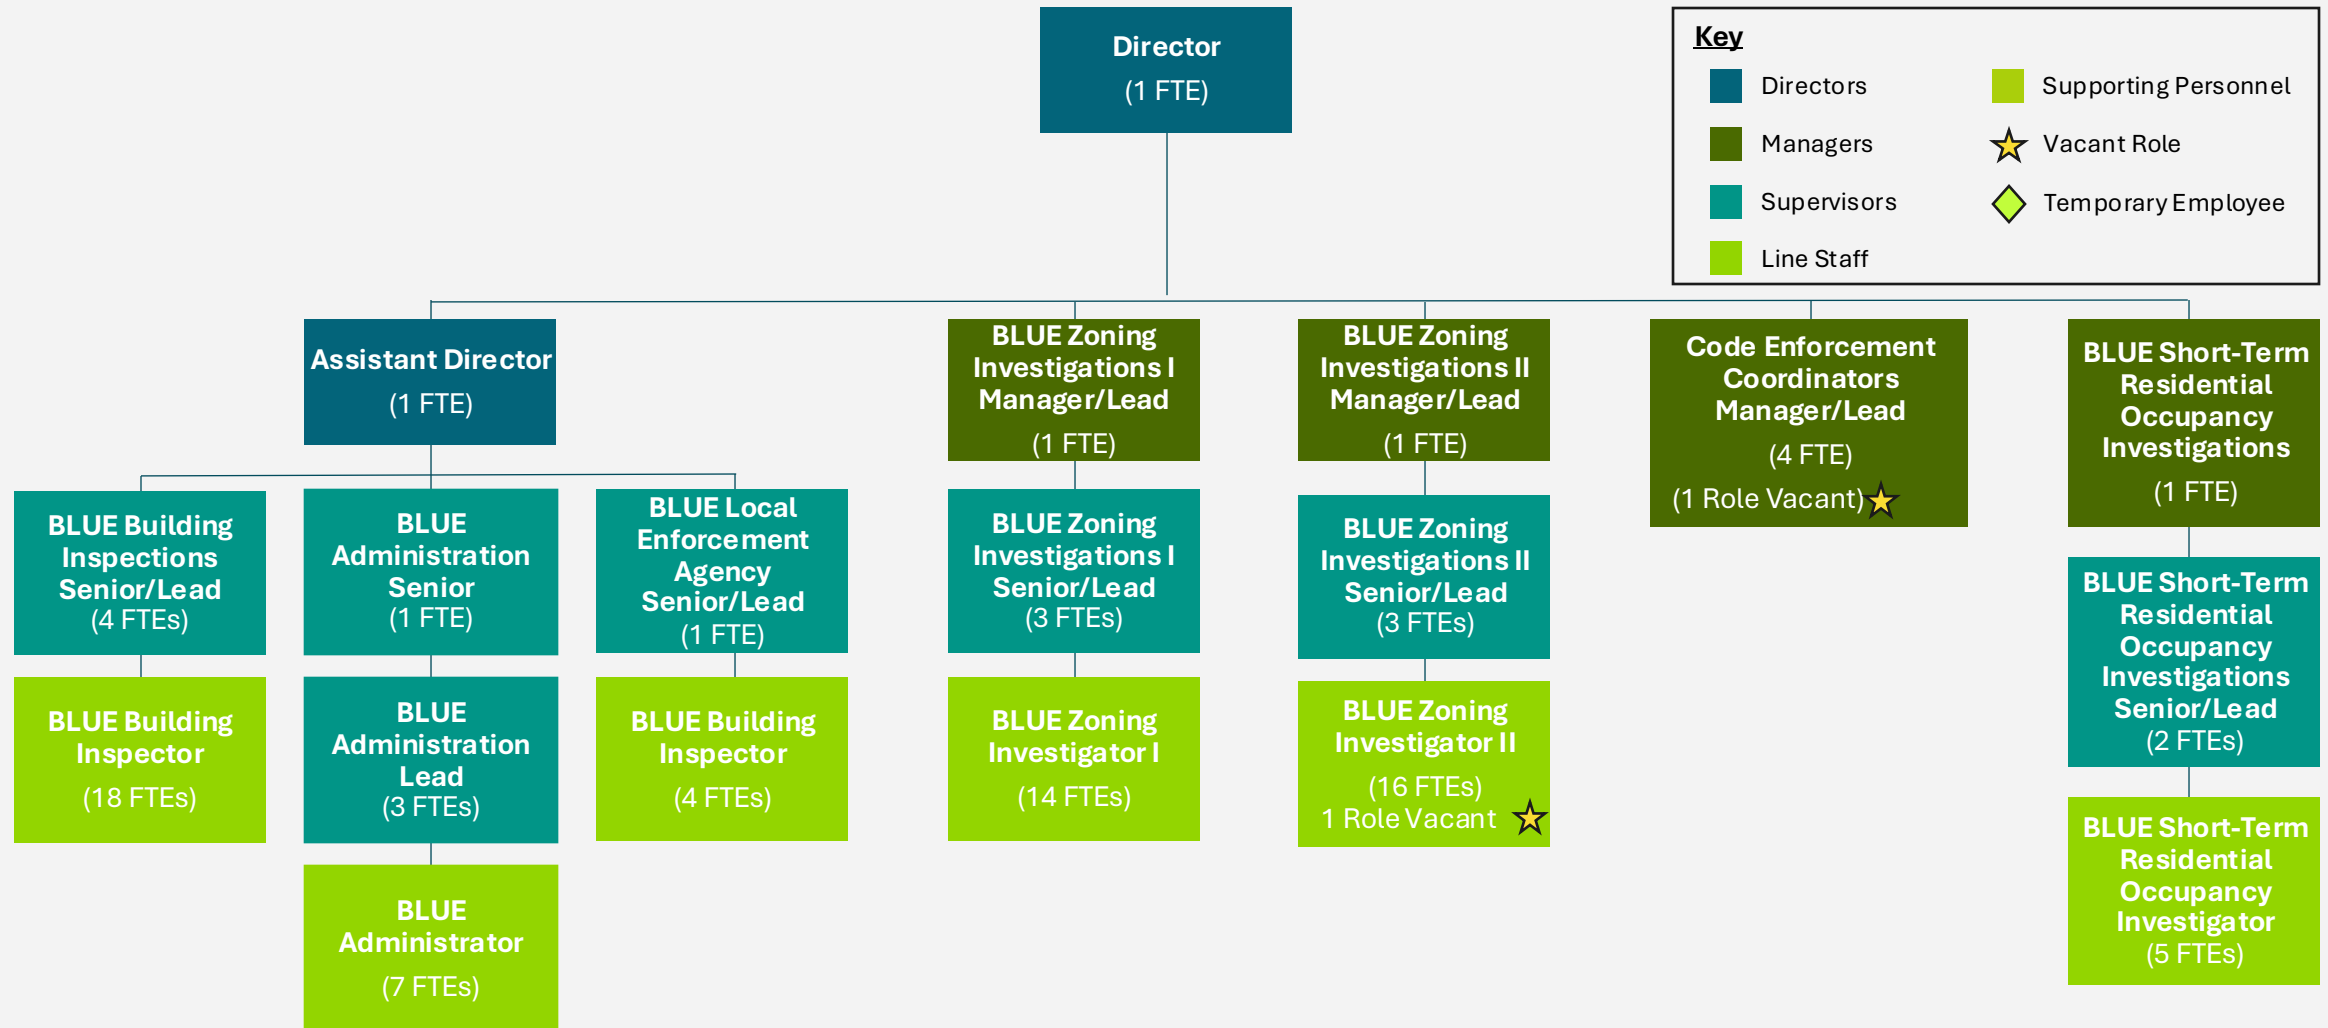 Director
(1 FTE)
Key
Directors
Supporting Personnel
Managers
Vacant Role
Supervisors
Temporary Employee
Line Staff
Assistant Director
(1 FTE)
BLUE Zoning
Investigations I
Manager/Lead
(1 FTE)
BLUE Zoning
Investigations II
Manager/Lead
(1 FTE)
Code Enforcement
Coordinators
Manager/Lead
(4 FTE)
(1 Role Vacant)
BLUE Short-Term
Residential
Occupancy
Investigations
(1 FTE)
BLUE Building
Inspections
Senior/Lead
(4 FTEs)
BLUE
Administration
Senior
(1 FTE)
BLUE Local
Enforcement
Agency
Senior/Lead
(1 FTE)
BLUE Zoning
Investigations I
Senior/Lead
(3 FTEs)
BLUE Zoning
Investigations II
Senior/Lead
(3 FTEs)
BLUE Short-Term
Residential
Occupancy
Investigations
Senior/Lead
(2 FTEs)
BLUE Building
Inspector
(18 FTEs)
BLUE
Administration
Lead
(3 FTEs)
BLUE Building
Inspector
(4 FTEs)
BLUE Zoning
Investigator I
(14 FTEs)
BLUE Zoning
Investigator II
(16 FTEs)
1 Role Vacant
BLUE Short-Term
Residential
Occupancy
Investigator
(5 FTEs)
BLUE
Administrator
(7 FTEs)